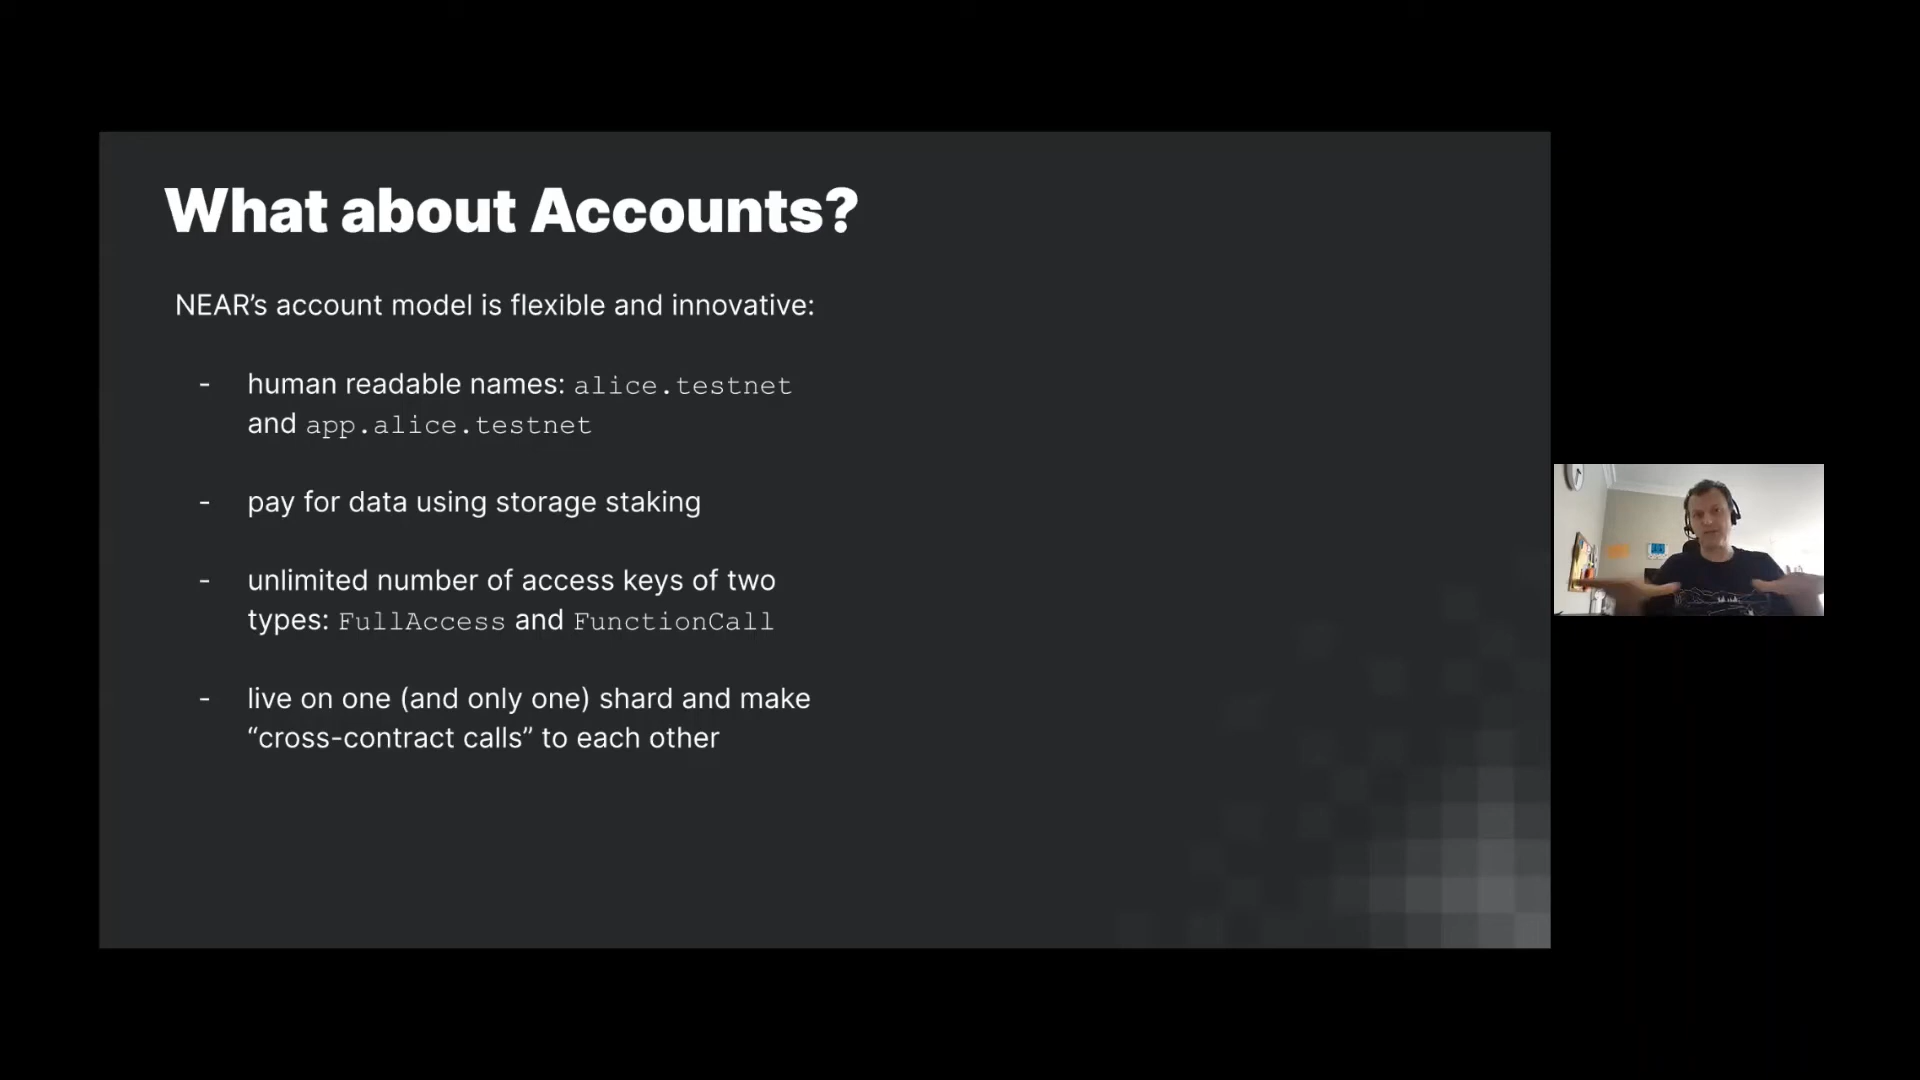 What about Accounts?
NEAR’s account model is flexible and innovative:
- human readable names: alice.testnet
and app.alice.testnet
- pay for data using storage staking
- unlimited number of access keys of two
types: FullAccess and FunctionCall
- live on one (and only one) shard and make
“cross-contract calls” to each other